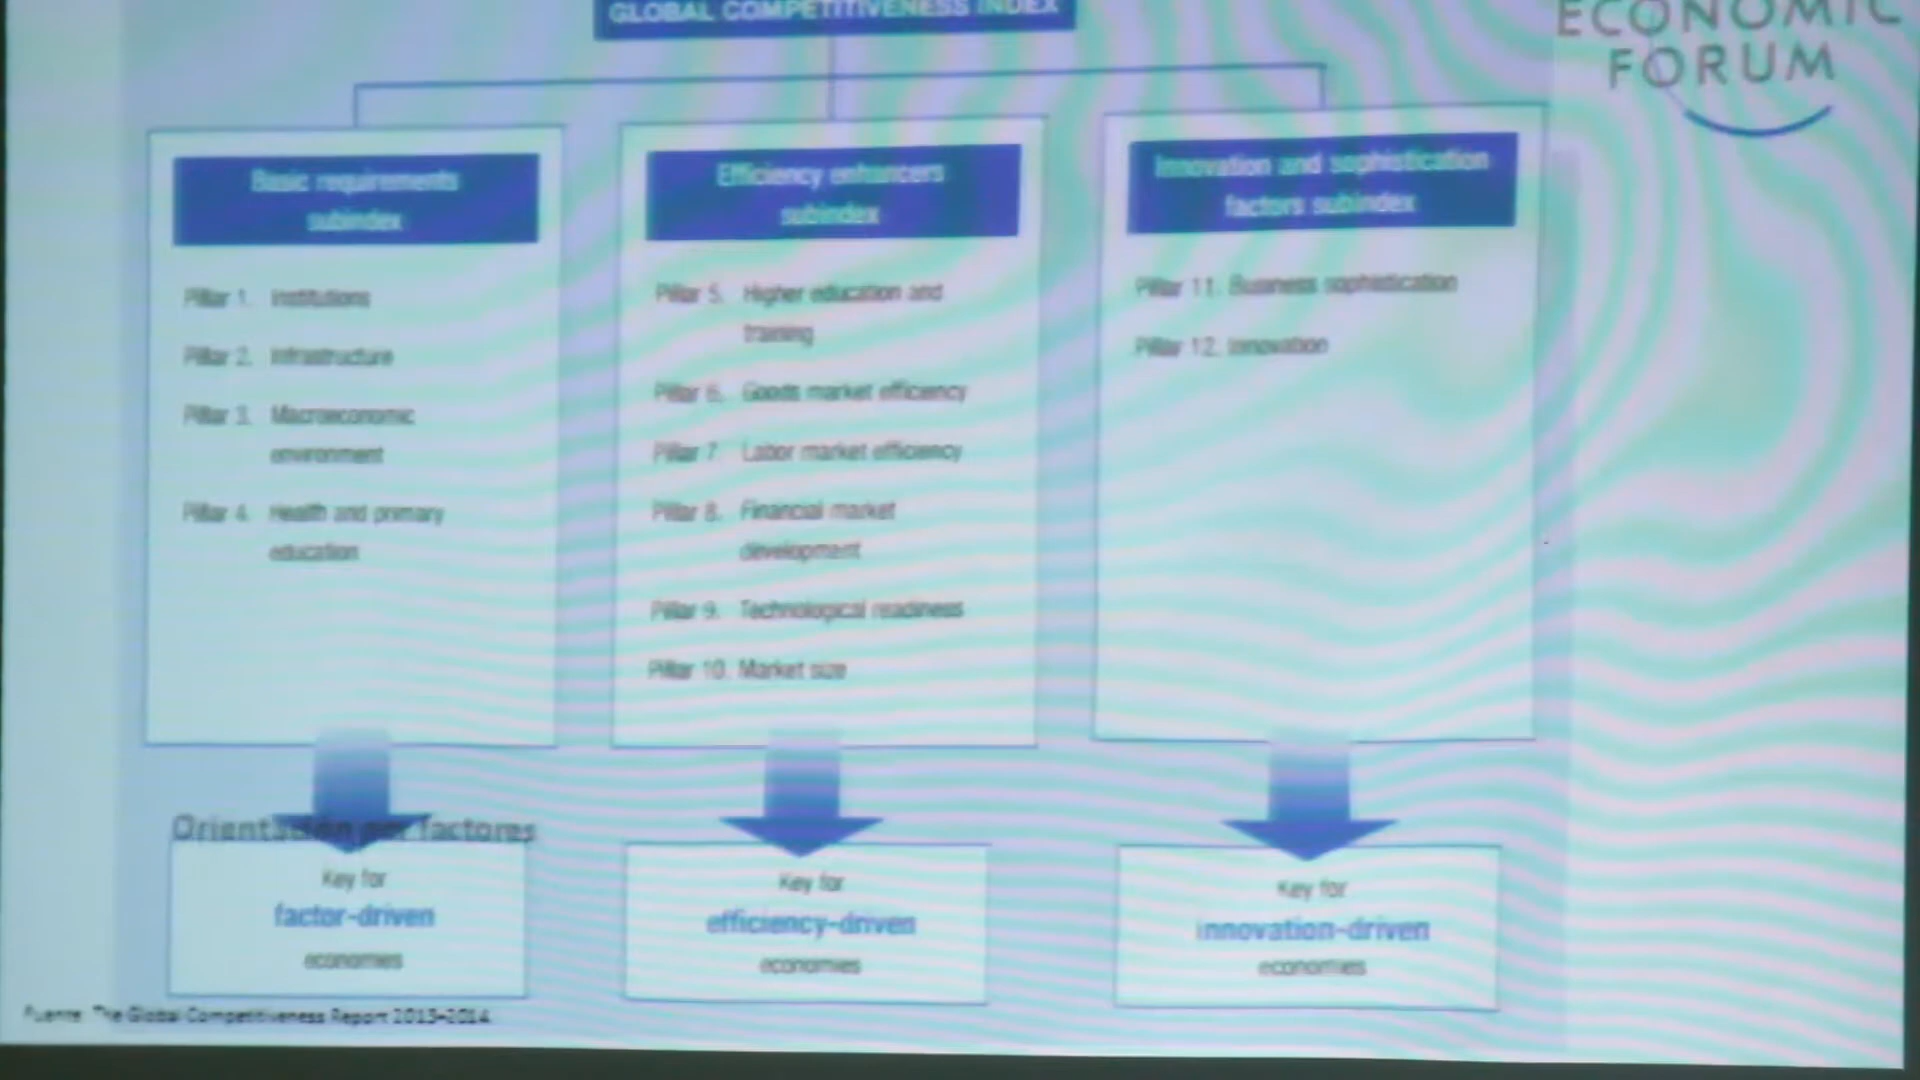 GLOBAL COMPETITIVENESS INDEX
ECONOMIC
FORUM
Basic requirements
subindex
Pillar 1. Institutions
Pillar 2. Infrastructure
Pillar 3. Macroeconomic
environment
Pillar 4. Health and primary
education
Efficiency enhancers
subindex
Pillar 5. Higher education and
training
Pillar 6. Goods market efficiency
Pillar 7. Labor market efficiency
Pillar 8. Financial market
development
Pillar 9. Technological readiness
Pillar 10. Market size
Innovation and sophistication
factors subindex
Pillar 11. Business sophistication
Pillar 12. Innovation
Orientación por factores
Key for
factor-driven
economies
Key for
efficiency-driven
economies
Key for
innovation-driven
economies
Fuente: The Global Competitiveness Report 2013-2014.